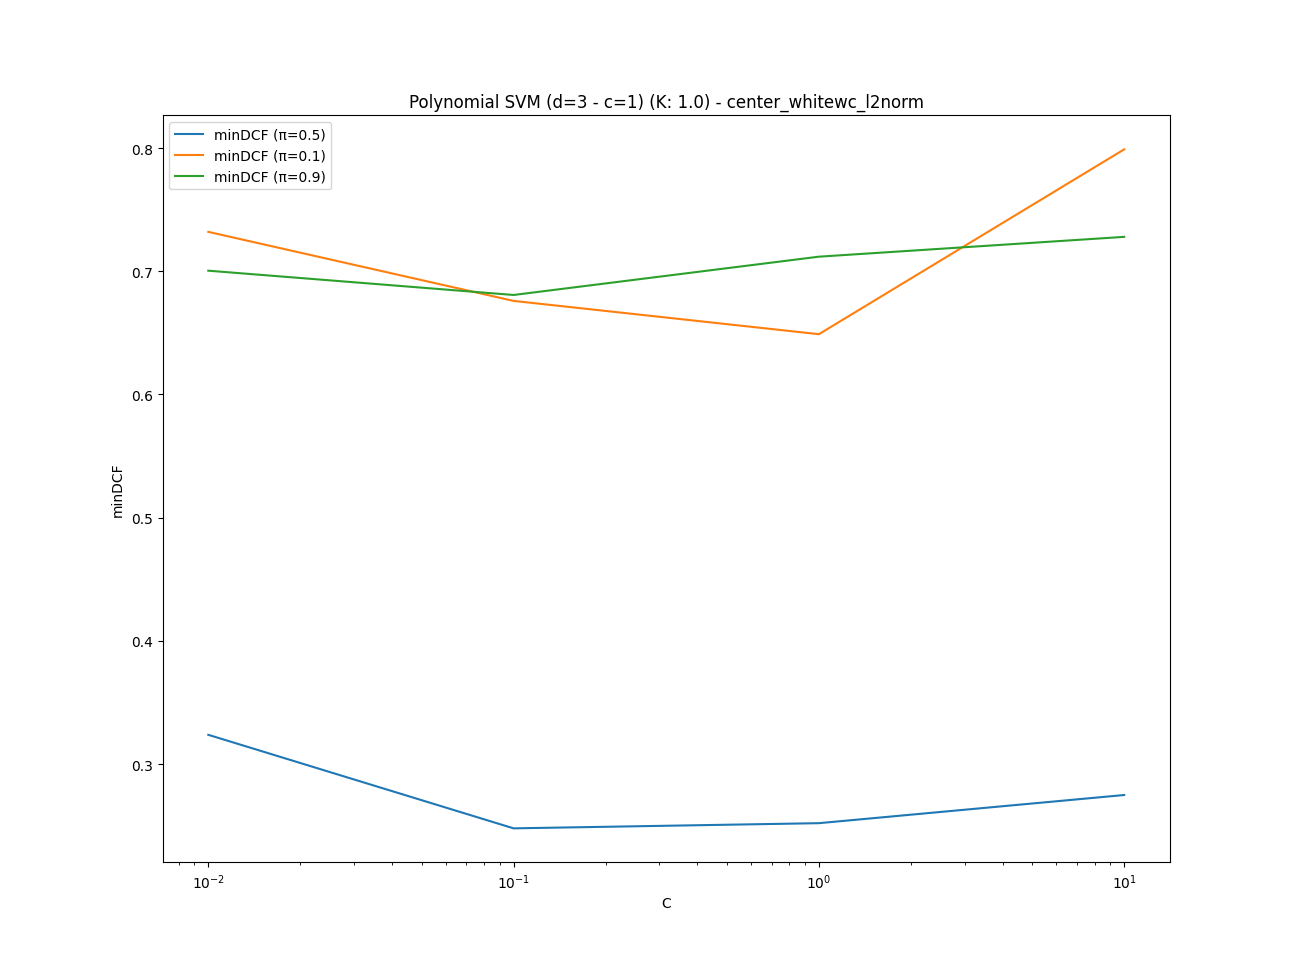 Polynomial SVM (d=3 - c=1) (K: 1.0) - center_whitewc_l2norm
minDCF (π=0.5)
minDCF (π=0.1)
minDCF (π=0.9)
0.8
0.7
0.6
0.5
0.4
0.3
minDCF
10⁻² 10⁻¹ 10⁰ 10¹
C